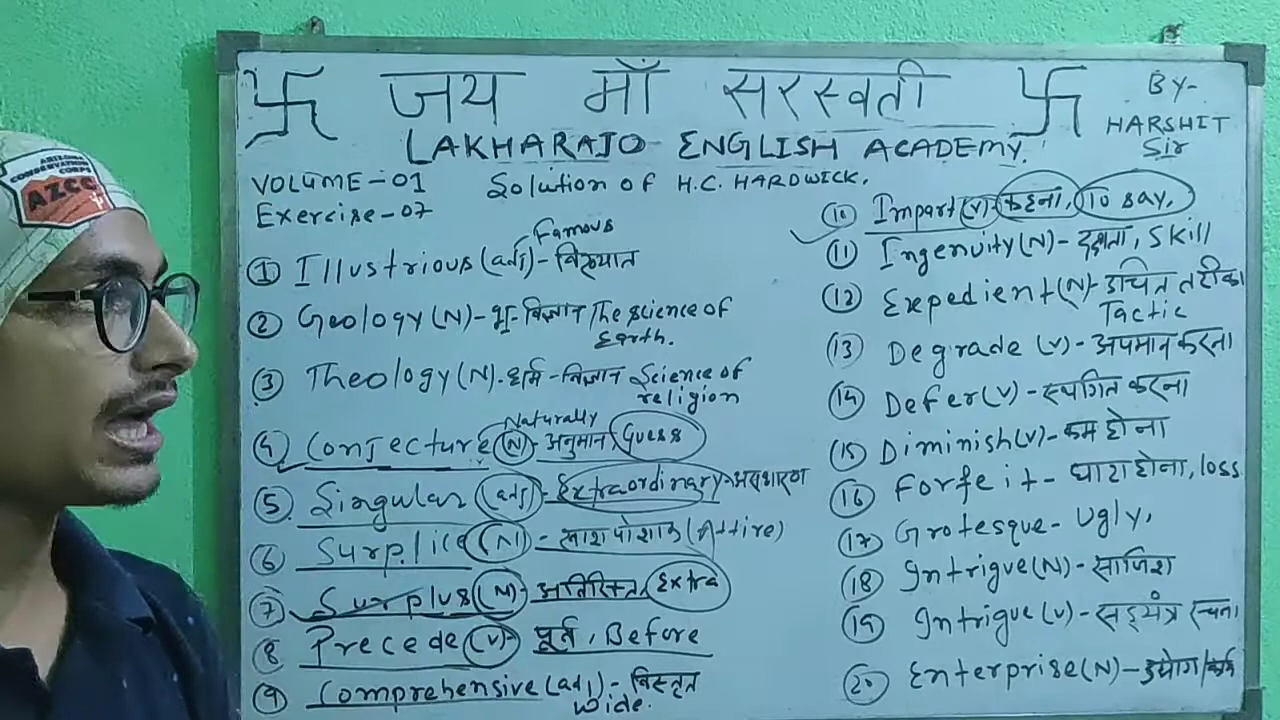 जय माँ सरस्वती
BY-
HARSHIT
Sir
LAKHARAJO ENGLISH ACADEMY.
VOLUME-01 Solution of H.C. HARDWICK.
Exercise-07
① Illustrious (adj) - विख्यात Famous
② Geology (N) - भू-विज्ञान The science of
Earth.
③ Theology (N). धर्म-विज्ञान Science of
religion
Naturally
④ Conjecture (N) - अनुमान, Guess
⑤ Singular (adj) - Extraordinary,
⑥ Surplice (N) - खाश पोशाक (Attire)
⑦ Surplus (N) - अतिरिक्त, Extra
⑧ Precede (V) - पूर्व, Before
⑨ Comprehensive (adj) - विस्तृत
wide.
⑩ Impart (V) - कहना, To say,
⑪ Ingenuity (N) - दक्षता, Skill
⑫ Expedient (N) - उचित तरीका
Tactic
⑬ Degrade (V) - अपमान करना
⑭ Defer (V) - स्थगित करना
⑮ Diminish (V) - कम होना
⑯ Forfeit - घाटा होना, loss
⑰ Grotesque - Ugly,
⑱ Intrigue (N) - साजिश
⑲ Intrigue (V) - सड्यंत्र रचना
⑳ Enterprise (N) - उद्योग/
ARIZONA
CONSERVATION
CORPS
AZCC